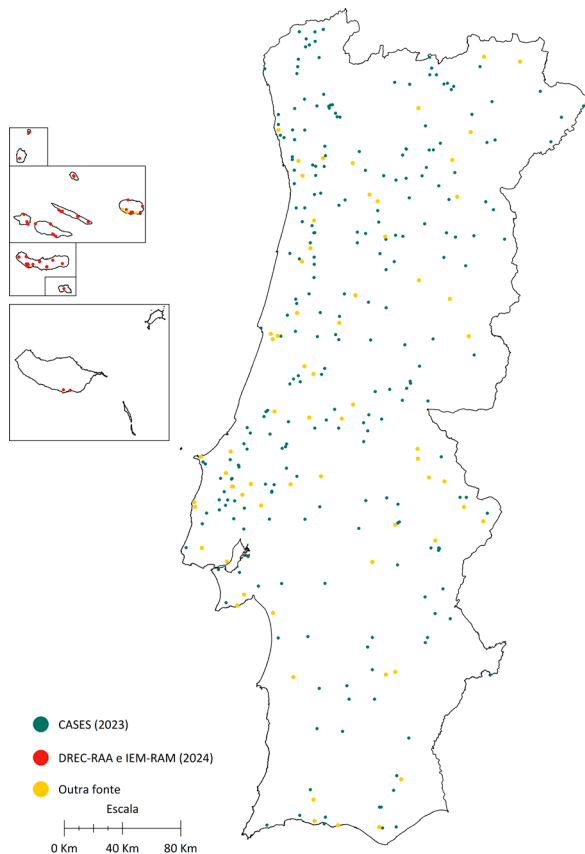 CASES (2023)
DREC-RAA e IEM-RAM (2024)
Outra fonte
Escala
0 Km 40 Km 80 Km